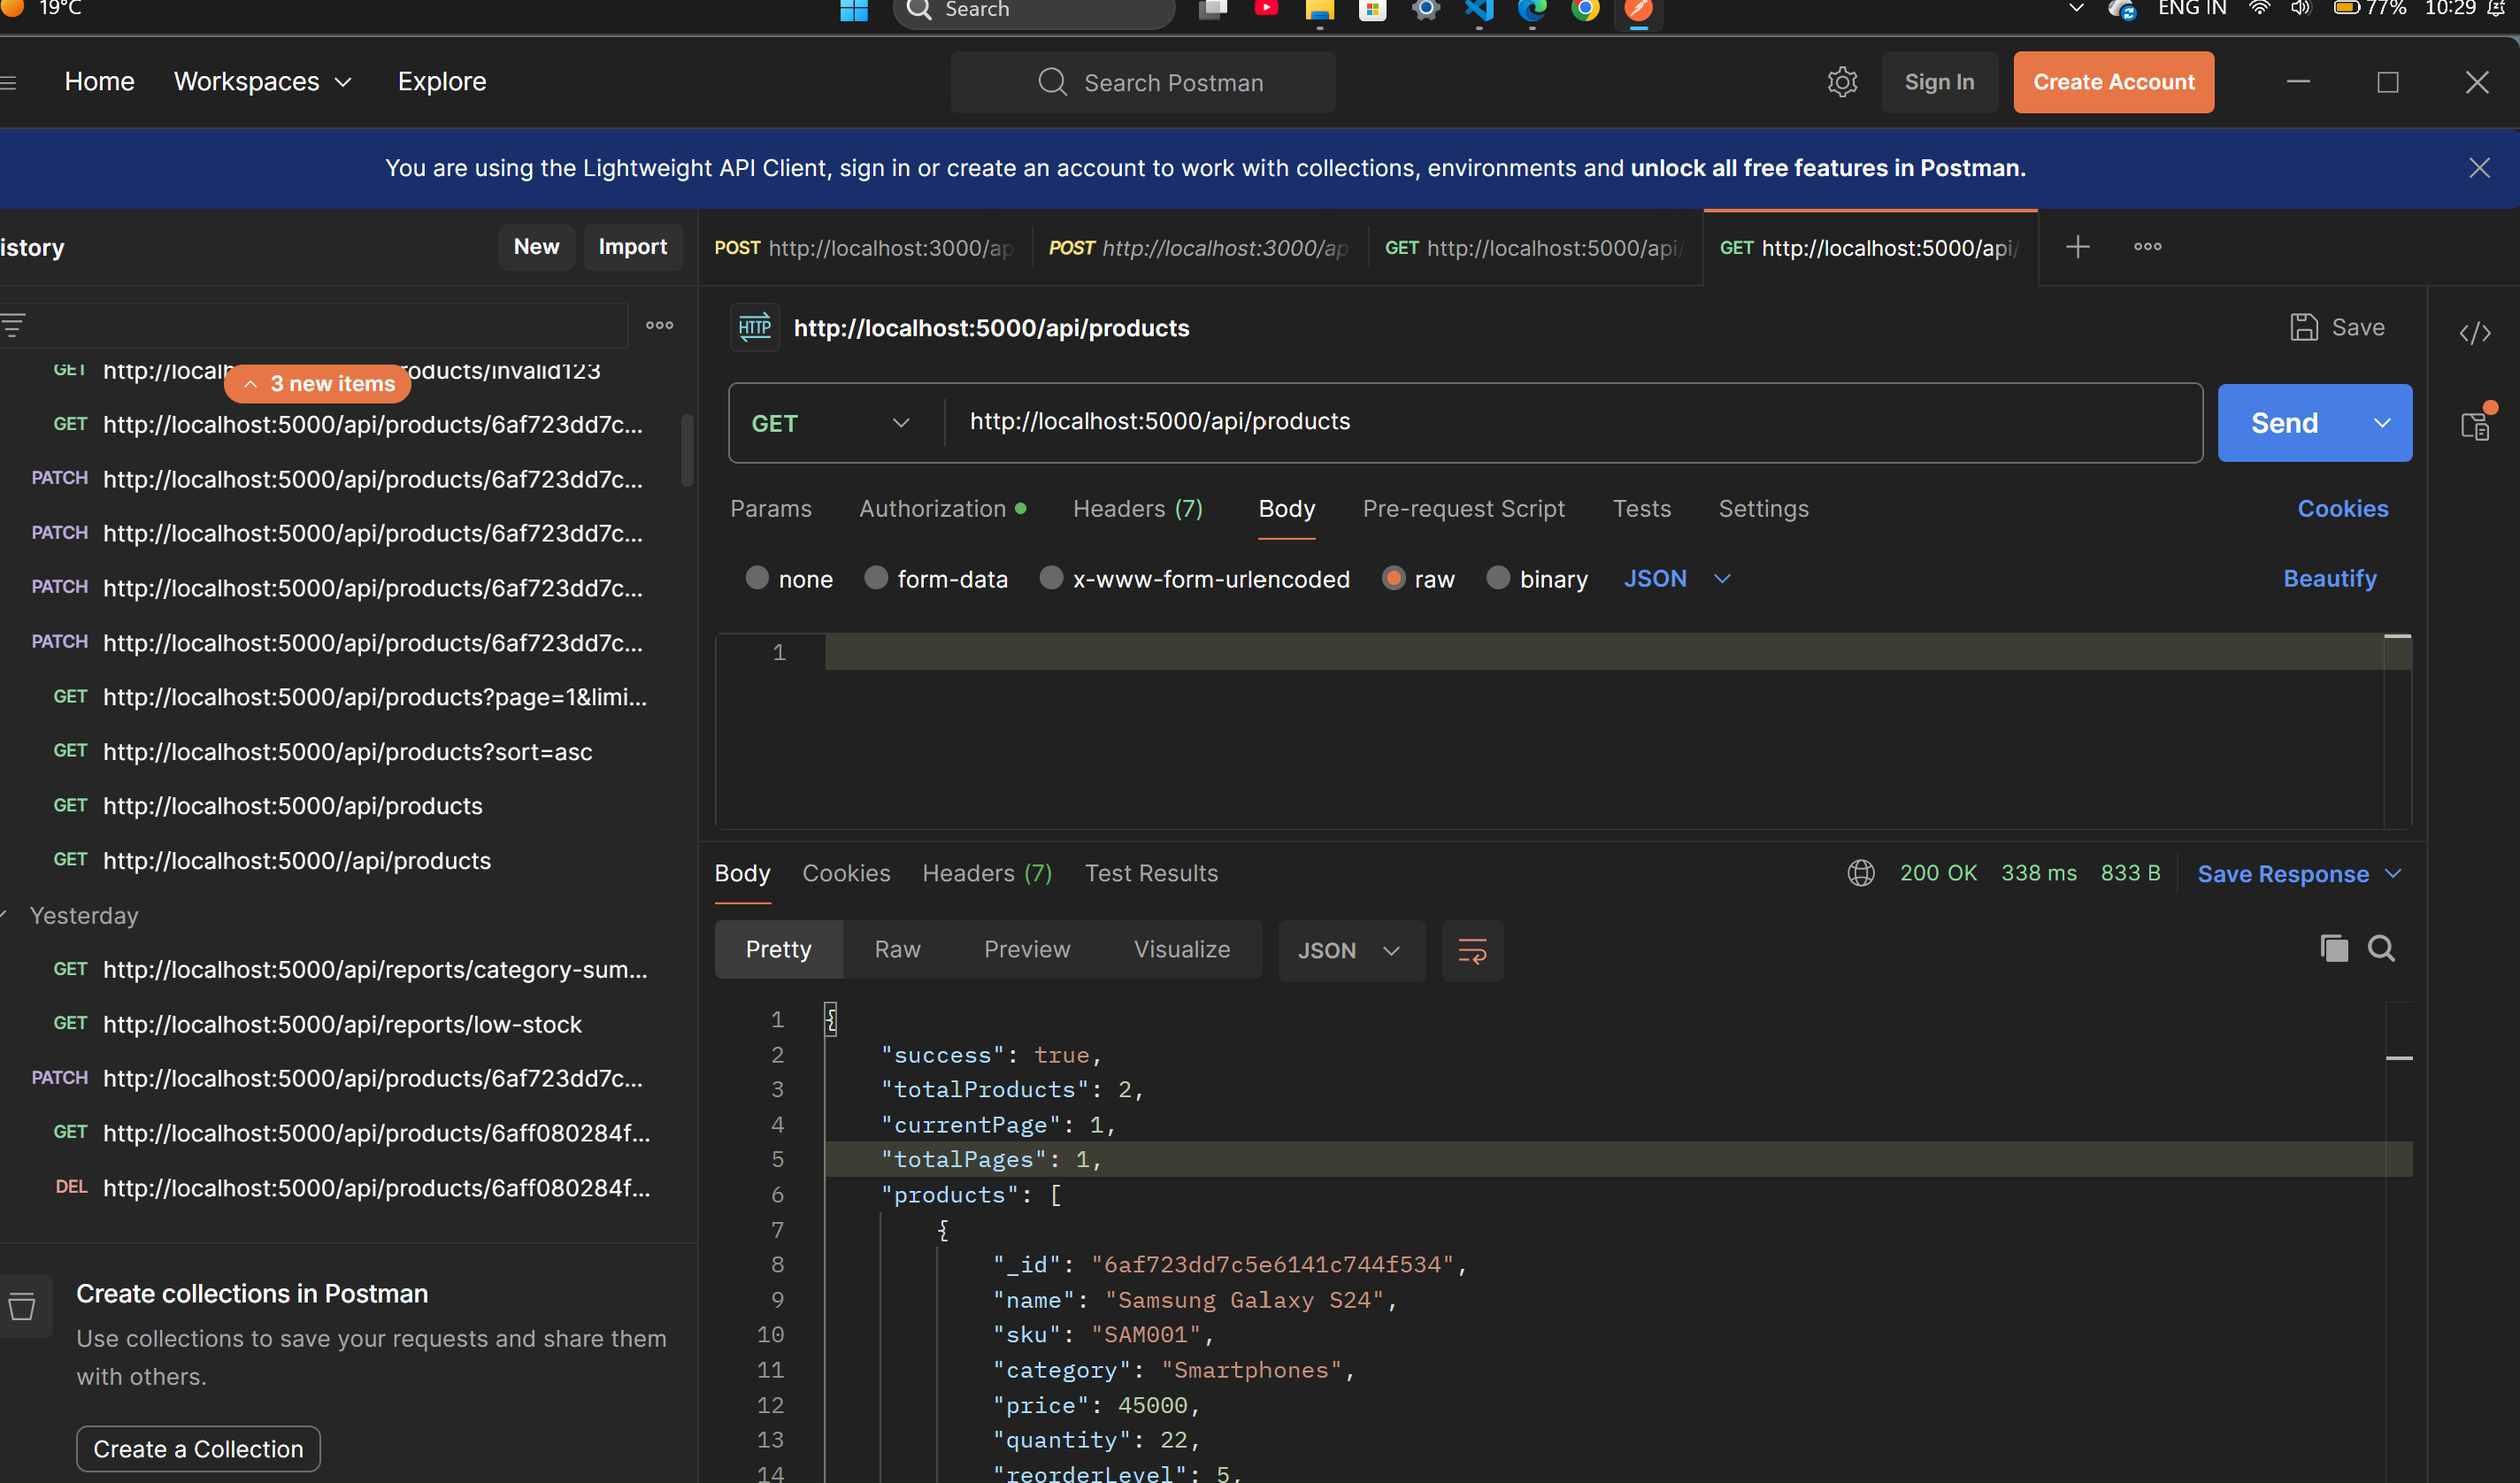 19°C
Search
ENG IN
77%
10:29
Home
Workspaces
Explore
Search Postman
Sign In
Create Account
You are using the Lightweight API Client, sign in or create an account to work with collections, environments and unlock all free features in Postman.
istory
New
Import
POST http://localhost:3000/ap
POST http://localhost:3000/ap
GET http://localhost:5000/api/
GET http://localhost:5000/api/
HTTP
http://localhost:5000/api/products
Save
GET
http://localhost:5000/api/products
Send
Params
Authorization
Headers (7)
Body
Pre-request Script
Tests
Settings
Cookies
none
form-data
x-www-form-urlencoded
raw
binary
JSON
Beautify
1
GET http://local oducts/invalid123
3 new items
GET http://localhost:5000/api/products/6af723dd7c...
PATCH http://localhost:5000/api/products/6af723dd7c...
PATCH http://localhost:5000/api/products/6af723dd7c...
PATCH http://localhost:5000/api/products/6af723dd7c...
PATCH http://localhost:5000/api/products/6af723dd7c...
GET http://localhost:5000/api/products?page=1&limi...
GET http://localhost:5000/api/products?sort=asc
GET http://localhost:5000/api/products
GET http://localhost:5000//api/products
Yesterday
GET http://localhost:5000/api/reports/category-sum...
GET http://localhost:5000/api/reports/low-stock
PATCH http://localhost:5000/api/products/6af723dd7c...
GET http://localhost:5000/api/products/6aff080284f...
DEL http://localhost:5000/api/products/6aff080284f...
Create collections in Postman
Use collections to save your requests and share them
with others.
Create a Collection
Body
Cookies
Headers (7)
Test Results
200 OK
338 ms
833 B
Save Response
Pretty
Raw
Preview
Visualize
JSON
1 {
2 "success": true,
3 "totalProducts": 2,
4 "currentPage": 1,
5 "totalPages": 1,
6 "products": [
7 {
8 "_id": "6af723dd7c5e6141c744f534",
9 "name": "Samsung Galaxy S24",
10 "sku": "SAM001",
11 "category": "Smartphones",
12 "price": 45000,
13 "quantity": 22,
14 "reorderLevel": 5,